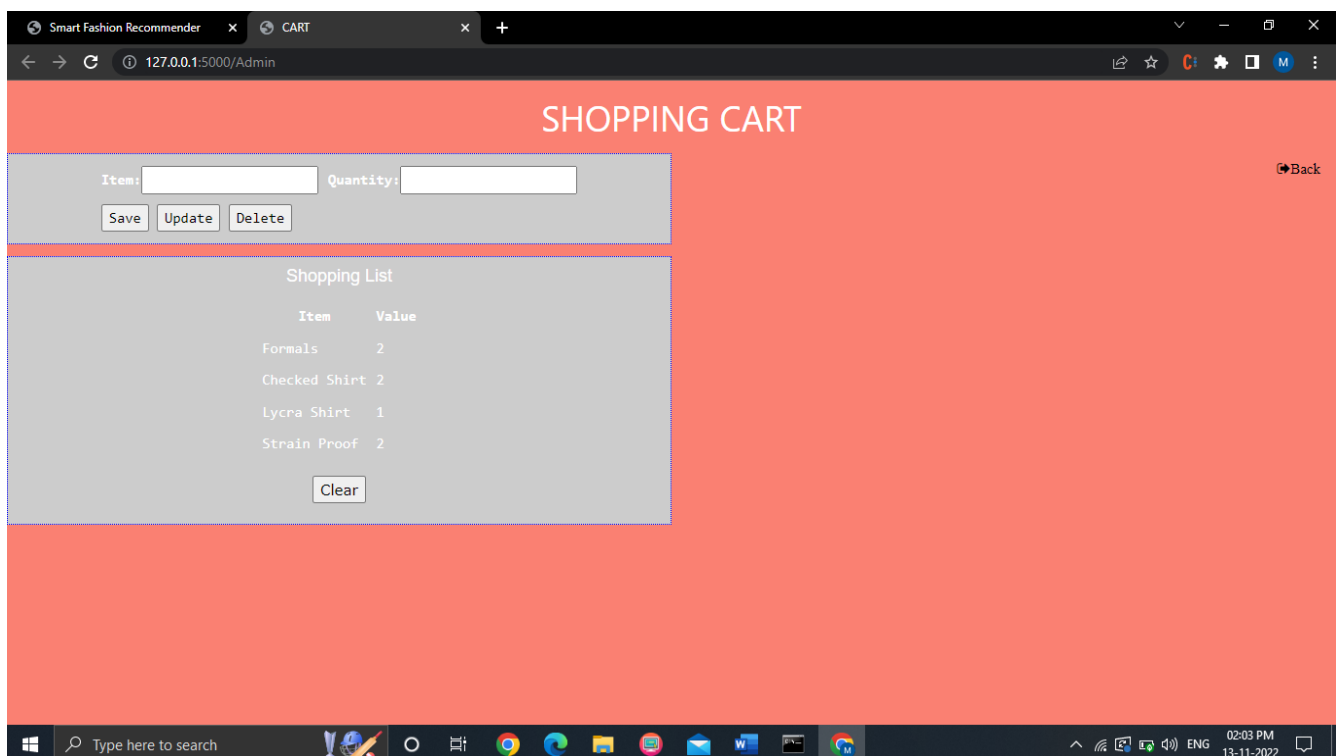 Smart Fashion Recommender CART
127.0.0.1:5000/Admin M
SHOPPING CART
Back
Item: Quantity:
Save Update Delete
Shopping List
Item Value
Formals 2
Checked Shirt 2
Lycra Shirt 1
Strain Proof 2
Clear
Type here to search ENG 02:03 PM
13-11-2022